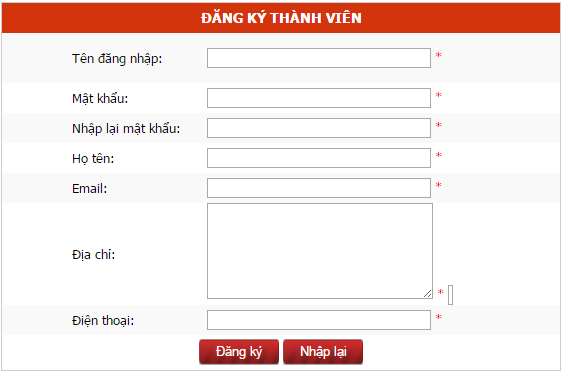 ĐĂNG KÝ THÀNH VIÊN
Tên đăng nhập: *
Mật khẩu: *
Nhập lại mật khẩu: *
Họ tên: *
Email: *
Địa chỉ: *
Điện thoại: *
Đăng ký Nhập lại